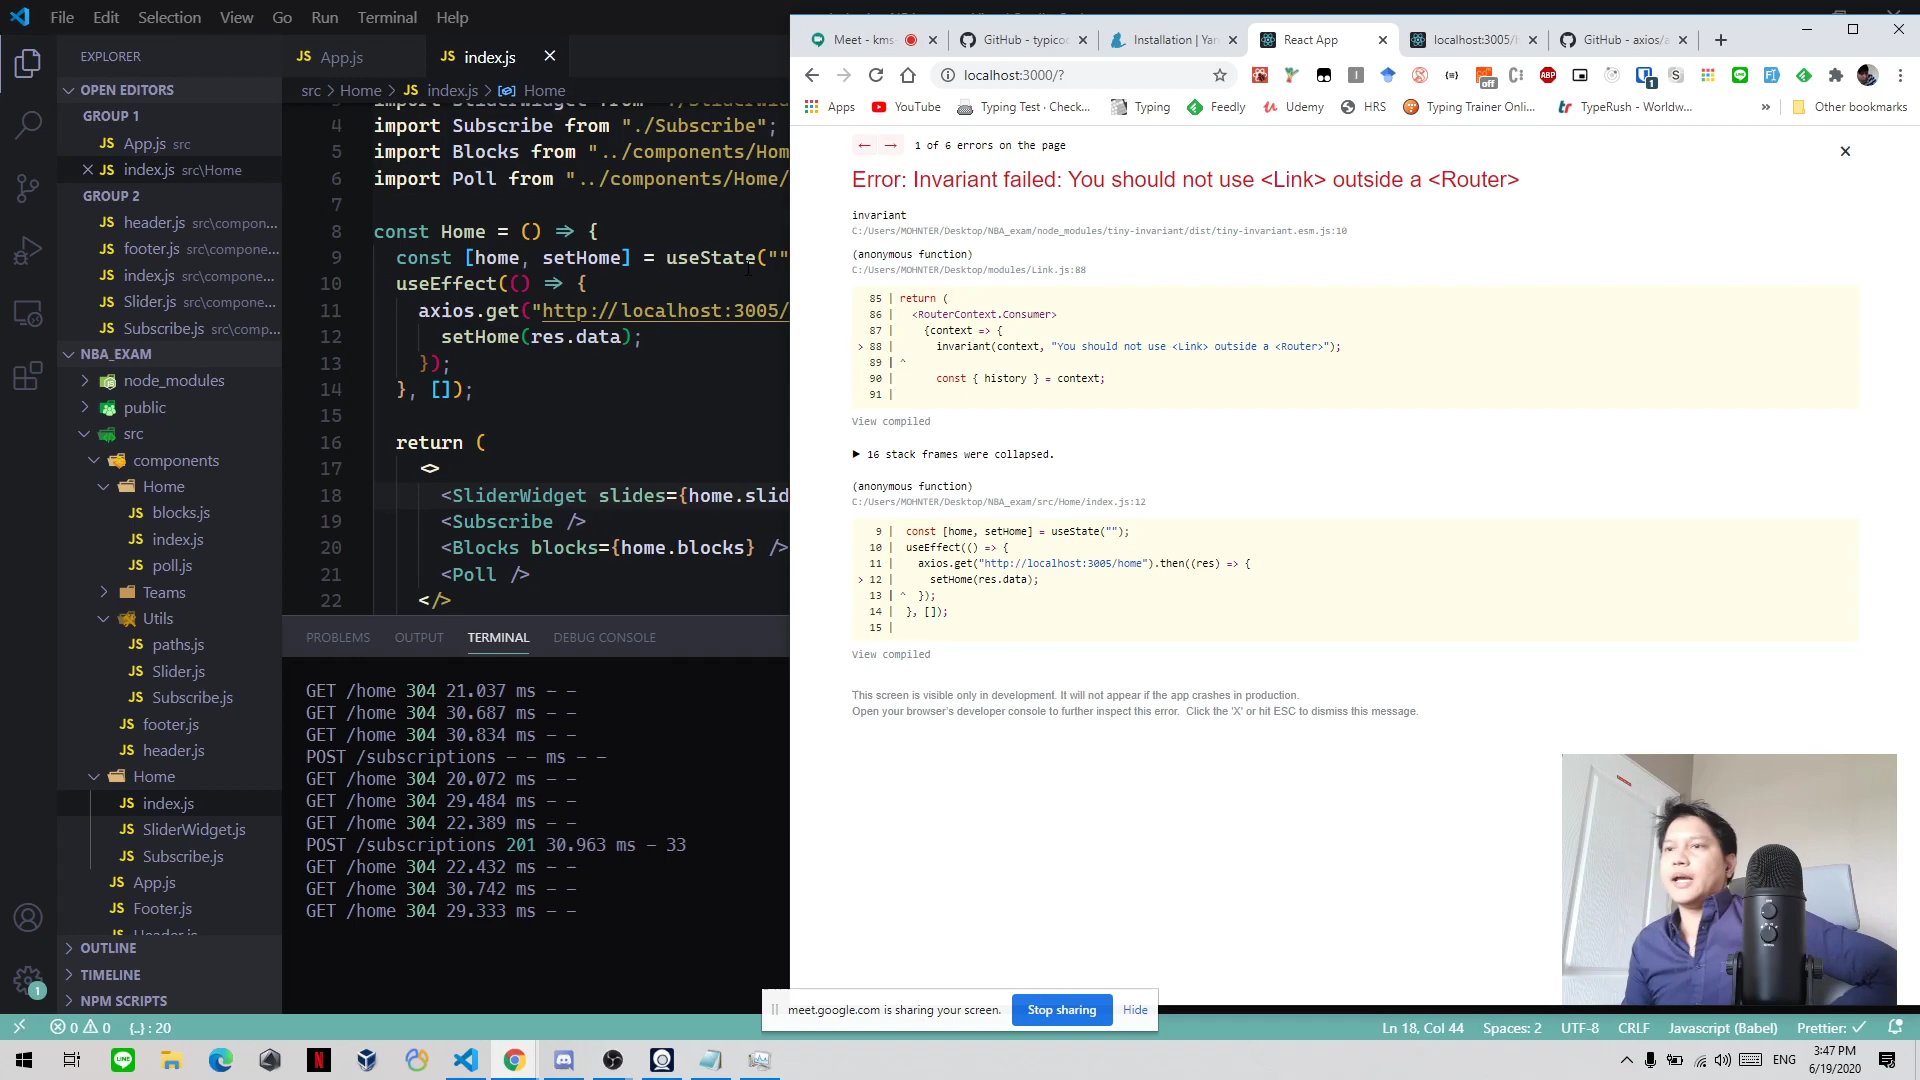 File Edit Selection View Go Run Terminal Help
EXPLORER
OPEN EDITORS
GROUP 1
JS App.js src
JS index.js src\Home
GROUP 2
JS header.js src\compon...
JS footer.js src\compone...
JS index.js src\compone...
JS Slider.js src\compone...
JS Subscribe.js src\comp...
NBA_EXAM
node_modules
public
src
components
Home
JS blocks.js
JS index.js
JS poll.js
Teams
Utils
JS paths.js
JS Slider.js
JS Subscribe.js
JS footer.js
JS header.js
Home
JS index.js
JS SliderWidget.js
JS Subscribe.js
JS App.js
JS Footer.js
OUTLINE
TIMELINE
NPM SCRIPTS
JS App.js
JS index.js
src > Home > JS index.js > Home
4 import Subscribe from "./Subscribe";
5 import Blocks from "../components/Hom
6 import Poll from "../components/Home/
7
8 const Home = () => {
9 const [home, setHome] = useState(""
10 useEffect(() => {
11 axios.get("http://localhost:3005/
12 setHome(res.data);
13 });
14 }, []);
15
16 return (
17 <>
18 <SliderWidget slides={home.slid
19 <Subscribe />
20 <Blocks blocks={home.blocks} />
21 <Poll />
22 </>
PROBLEMS OUTPUT TERMINAL DEBUG CONSOLE
GET /home 304 21.037 ms - -
GET /home 304 30.687 ms - -
GET /home 304 30.834 ms - -
POST /subscriptions - - ms - -
GET /home 304 20.072 ms - -
GET /home 304 29.484 ms - -
GET /home 304 22.389 ms - -
POST /subscriptions 201 30.963 ms - 33
GET /home 304 22.432 ms - -
GET /home 304 30.742 ms - -
GET /home 304 29.333 ms - -
Meet - kms-
GitHub - typico
Installation | Yar
React App
localhost:3005/h
GitHub - axios/a
localhost:3000/?
Apps YouTube Typing Test - Check... Typing Feedly Udemy HRS Typing Trainer Onli... TypeRush - Worldw... » Other bookmarks
← → 1 of 6 errors on the page
Error: Invariant failed: You should not use <Link> outside a <Router>
invariant
C:/Users/MOHNTER/Desktop/NBA_exam/node_modules/tiny-invariant/dist/tiny-invariant.esm.js:10
(anonymous function)
C:/Users/MOHNTER/Desktop/modules/Link.js:88
85 | return (
86 | <RouterContext.Consumer>
87 | {context => {
> 88 | invariant(context, "You should not use <Link> outside a <Router>");
89 | ^
90 | const { history } = context;
91 |
View compiled
▶ 16 stack frames were collapsed.
(anonymous function)
C:/Users/MOHNTER/Desktop/NBA_exam/src/Home/index.js:12
9 | const [home, setHome] = useState("");
10 | useEffect(() => {
11 | axios.get("http://localhost:3005/home").then((res) => {
> 12 | setHome(res.data);
13 | ^ });
14 | }, []);
15 |
View compiled
This screen is visible only in development. It will not appear if the app crashes in production.
Open your browser's developer console to further inspect this error. Click the 'X' or hit ESC to dismiss this message.
meet.google.com is sharing your screen. Stop sharing Hide
0 0 {..} : 20
Ln 18, Col 44 Spaces: 2 UTF-8 CRLF Javascript (Babel) Prettier: ✓
ENG
3:47 PM
6/19/2020